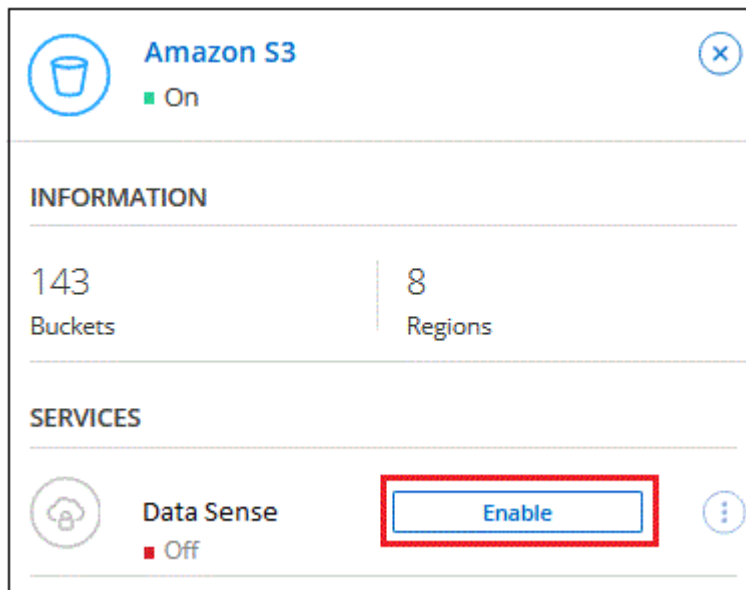 Amazon S3
On
INFORMATION
143
Buckets
8
Regions
SERVICES
Data Sense
Off
Enable